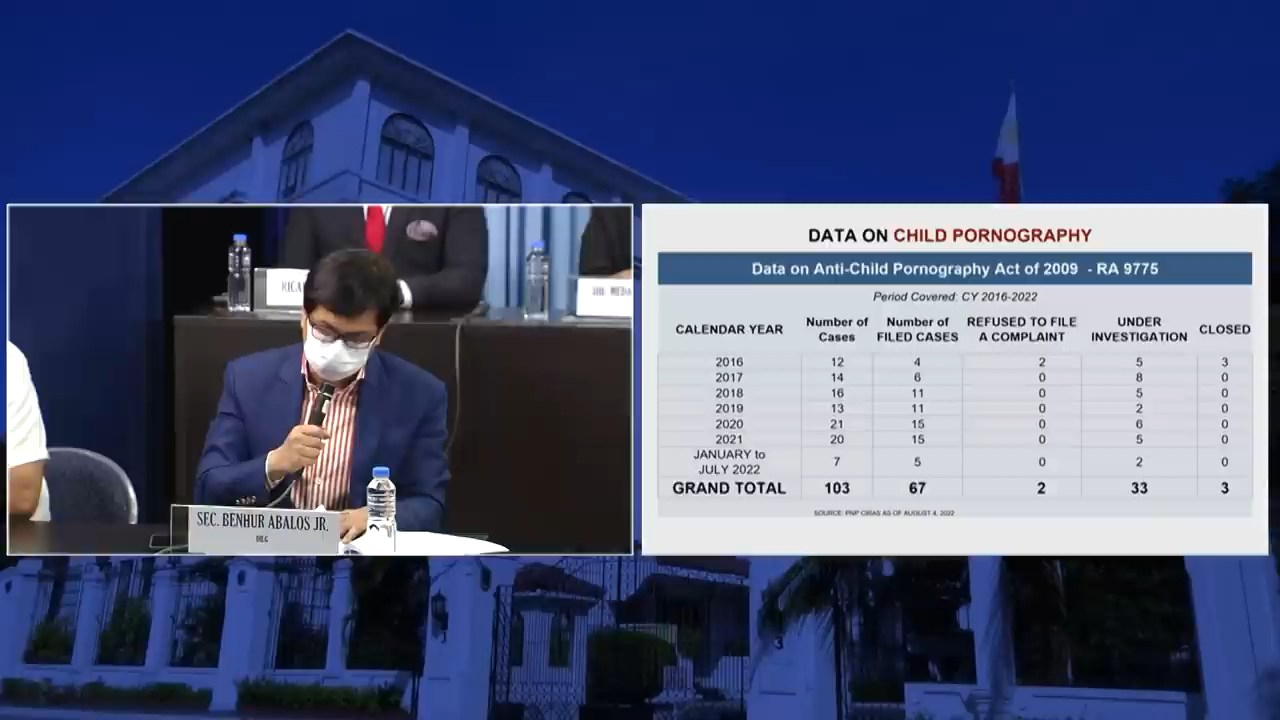 RICA
SEC. BENHUR ABALOS JR.
DILG
DATA ON CHILD PORNOGRAPHY
Data on Anti-Child Pornography Act of 2009 - RA 9775
Period Covered: CY 2016-2022
CALENDAR YEAR Number of Cases Number of FILED CASES REFUSED TO FILE A COMPLAINT UNDER INVESTIGATION CLOSED
2016 12 4 2 5 3
2017 14 6 0 8 0
2018 16 11 0 5 0
2019 13 11 0 2 0
2020 21 15 0 6 0
2021 20 15 0 5 0
JANUARY to JULY 2022 7 5 0 2 0
GRAND TOTAL 103 67 2 33 3
SOURCE: PNP CIRAS AS OF AUGUST 4, 2022